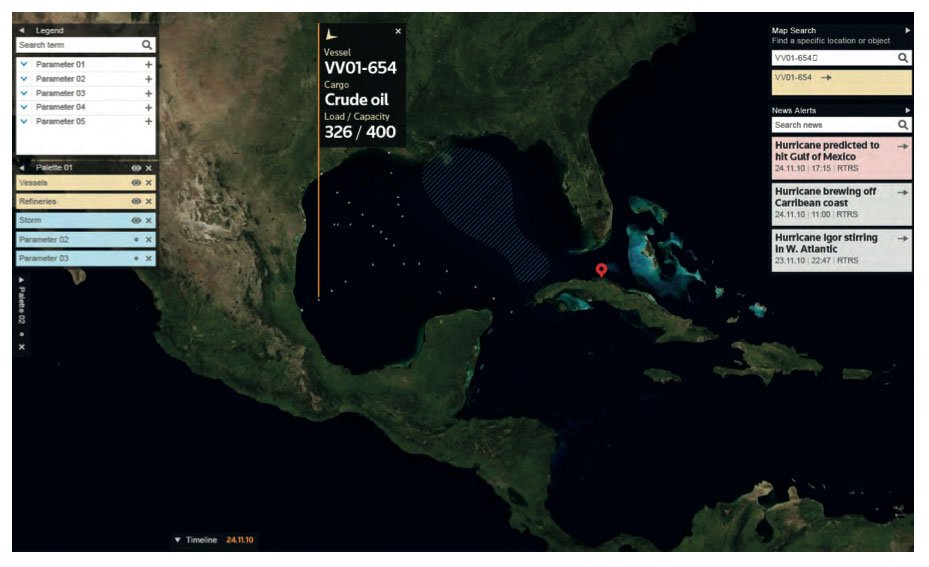 Legend
Search term
Parameter 01
Parameter 02
Parameter 03
Parameter 04
Parameter 05
Palette 01
Vessels
Refineries
Storm
Parameter 02
Parameter 03
Palette 02
Vessel
VV01-654
Cargo
Crude oil
Load / Capacity
326 / 400
Map Search
Find a specific location or object
VV01-654
VV01-654
News Alerts
Search news
Hurricane predicted to
hit Gulf of Mexico
24.11.10 | 17:15 | RTRS
Hurricane brewing off
Carribean coast
24.11.10 | 11:00 | RTRS
Hurricane Igor stirring
in W. Atlantic
23.11.10 | 22:47 | RTRS
Timeline 24.11.10